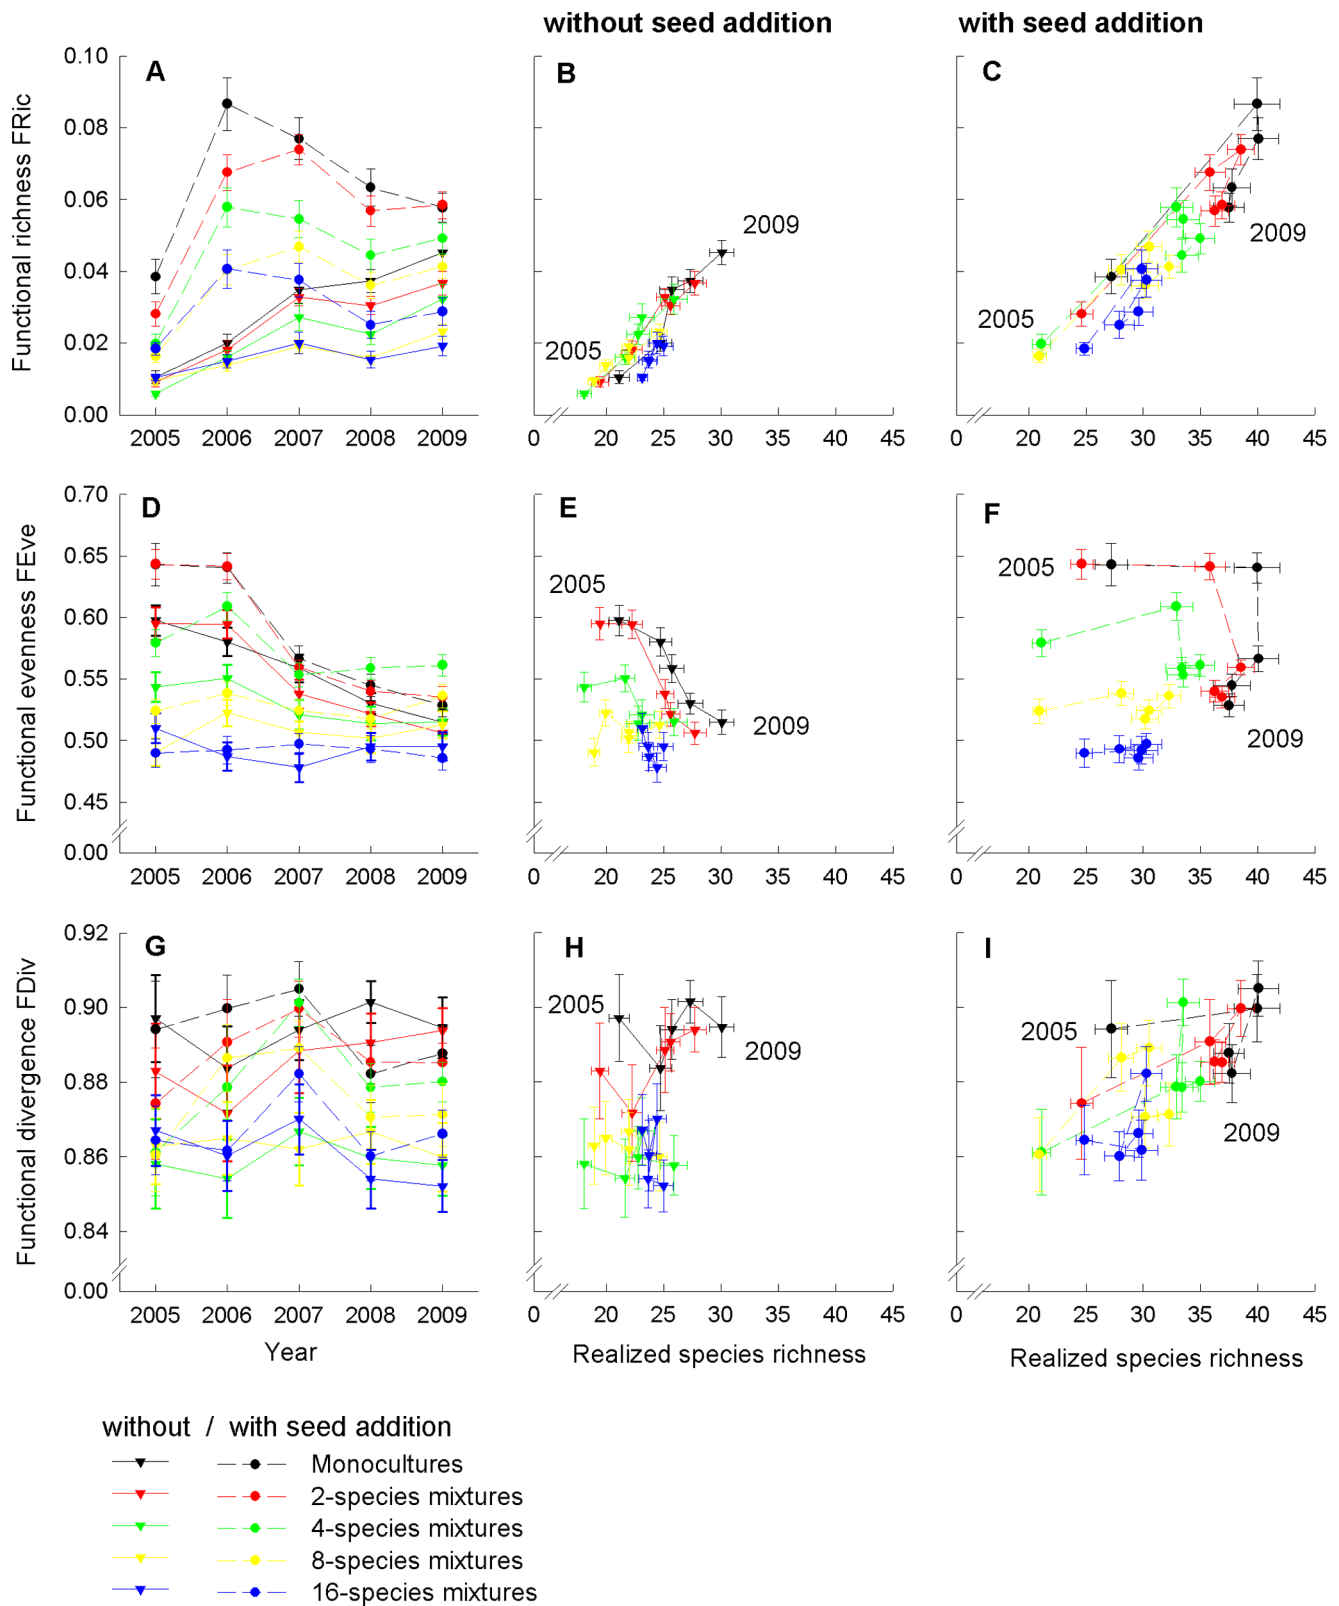 without seed addition
with seed addition
Functional richness FRic
0.10
0.08
0.06
0.04
0.02
0.00
A
2005 2006 2007 2008 2009
B
2009
2005
0 20 25 30 35 40 45
C
2009
2005
0 20 25 30 35 40 45
Functional evenness FEve
0.70
0.65
0.60
0.55
0.50
0.45
0.00
D
2005 2006 2007 2008 2009
E
2005
2009
0 20 25 30 35 40 45
F
2005
2009
0 20 25 30 35 40 45
Functional divergence FDiv
0.92
0.90
0.88
0.86
0.84
0.00
G
2005 2006 2007 2008 2009
Year
H
2005
2009
0 20 25 30 35 40 45
Realized species richness
I
2005
2009
0 20 25 30 35 40 45
Realized species richness
without / with seed addition
Monocultures
2-species mixtures
4-species mixtures
8-species mixtures
16-species mixtures